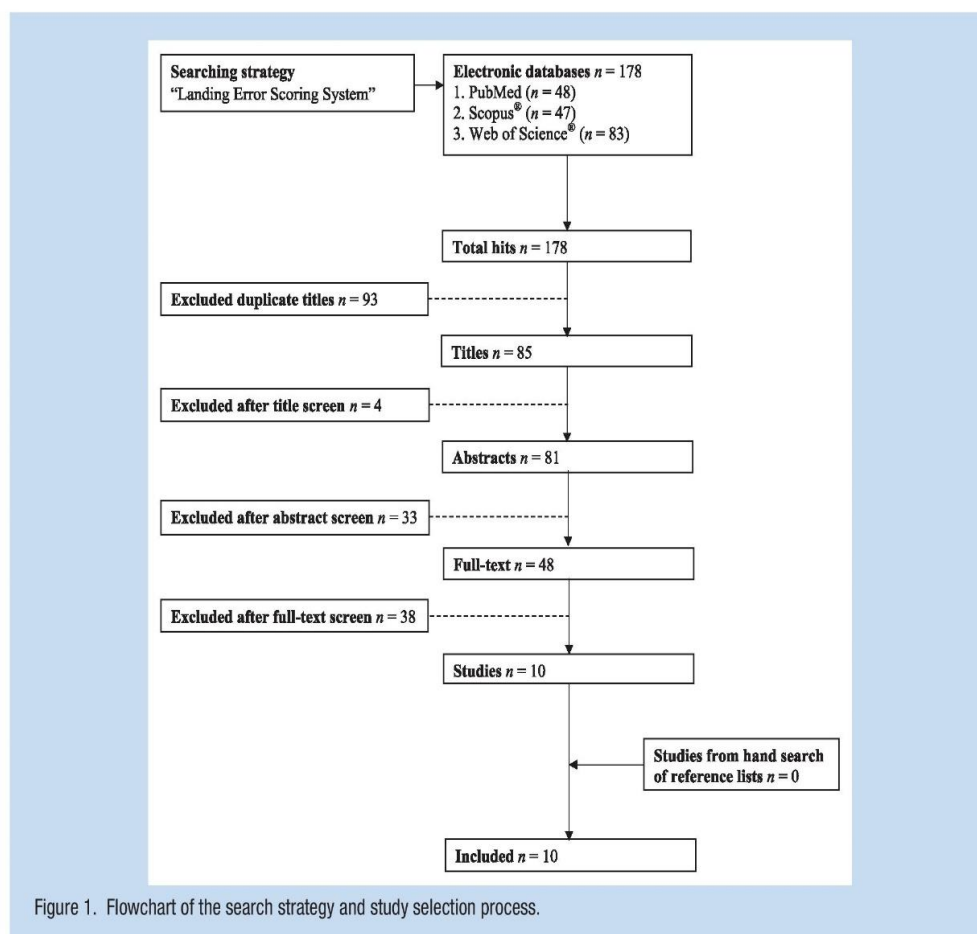 Searching strategy
“Landing Error Scoring System”
Electronic databases n = 178
1. PubMed (n = 48)
2. Scopus® (n = 47)
3. Web of Science® (n = 83)
Total hits n = 178
Excluded duplicate titles n = 93
Titles n = 85
Excluded after title screen n = 4
Abstracts n = 81
Excluded after abstract screen n = 33
Full-text n = 48
Excluded after full-text screen n = 38
Studies n = 10
Studies from hand search
of reference lists n = 0
Included n = 10
Figure 1. Flowchart of the search strategy and study selection process.